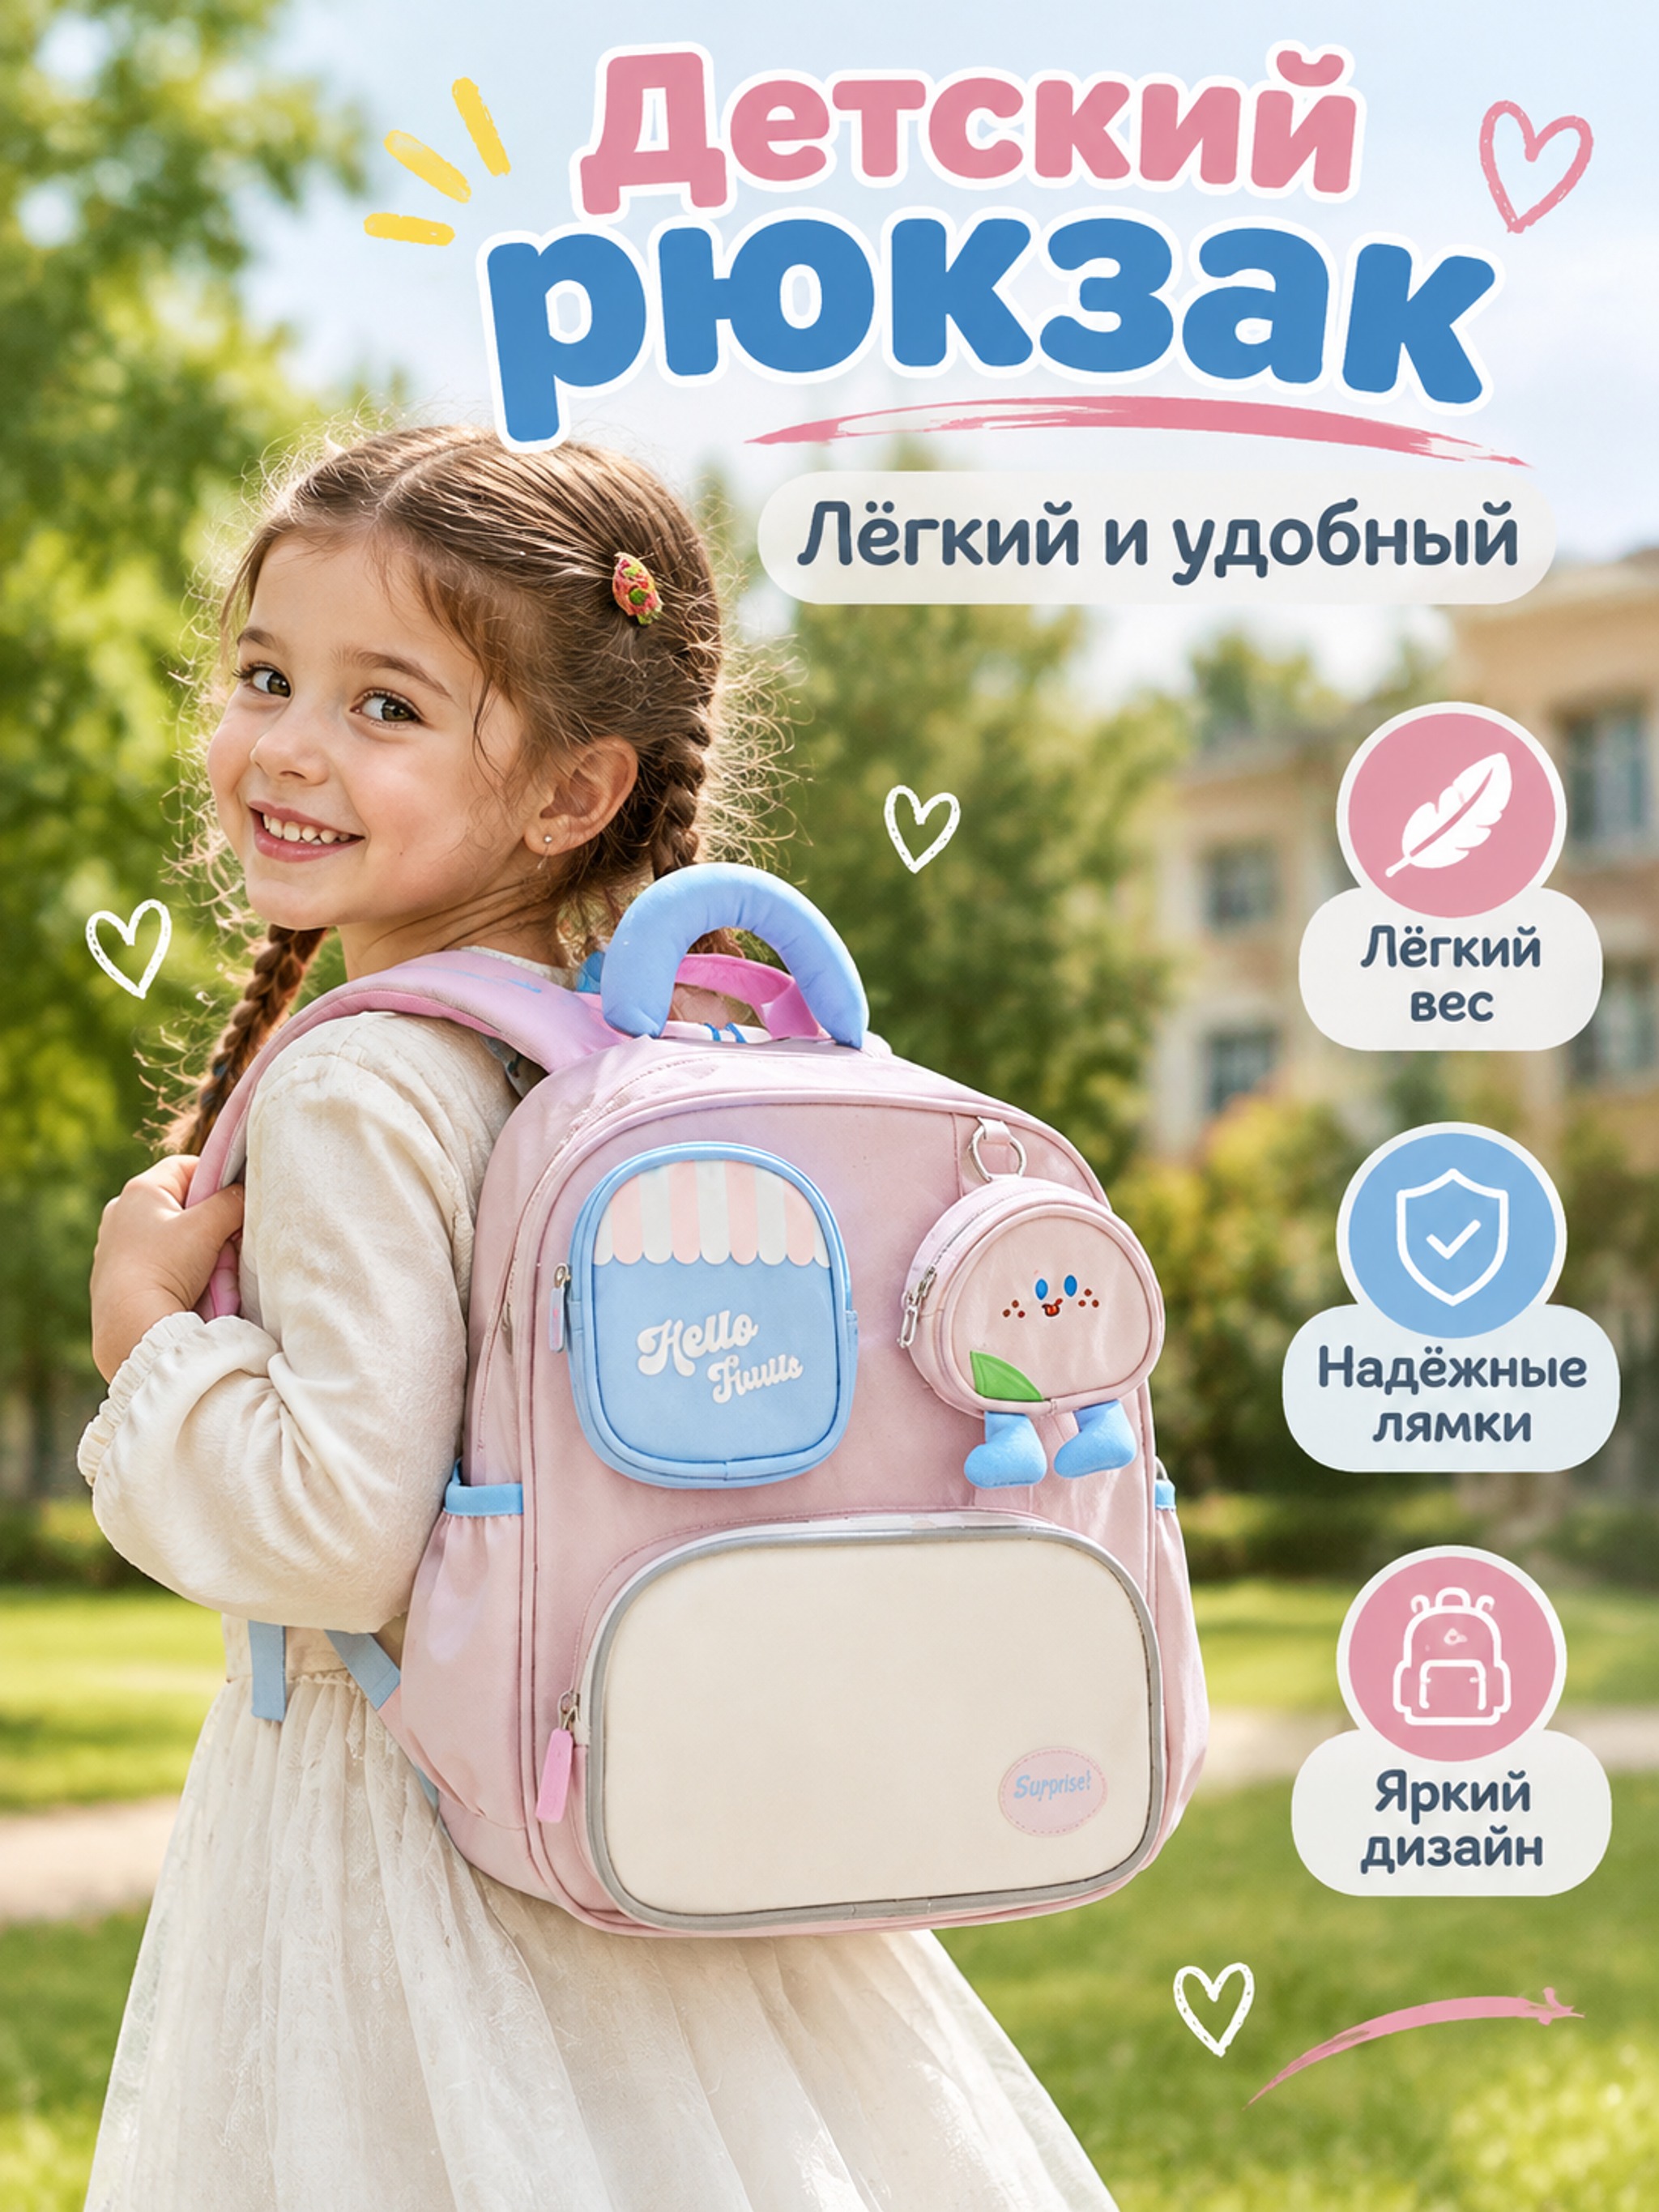 Детский
рюкзак
Лёгкий и удобный
Лёгкий
вес
Надёжные
лямки
Hello
Яркий
дизайн
Surprise!